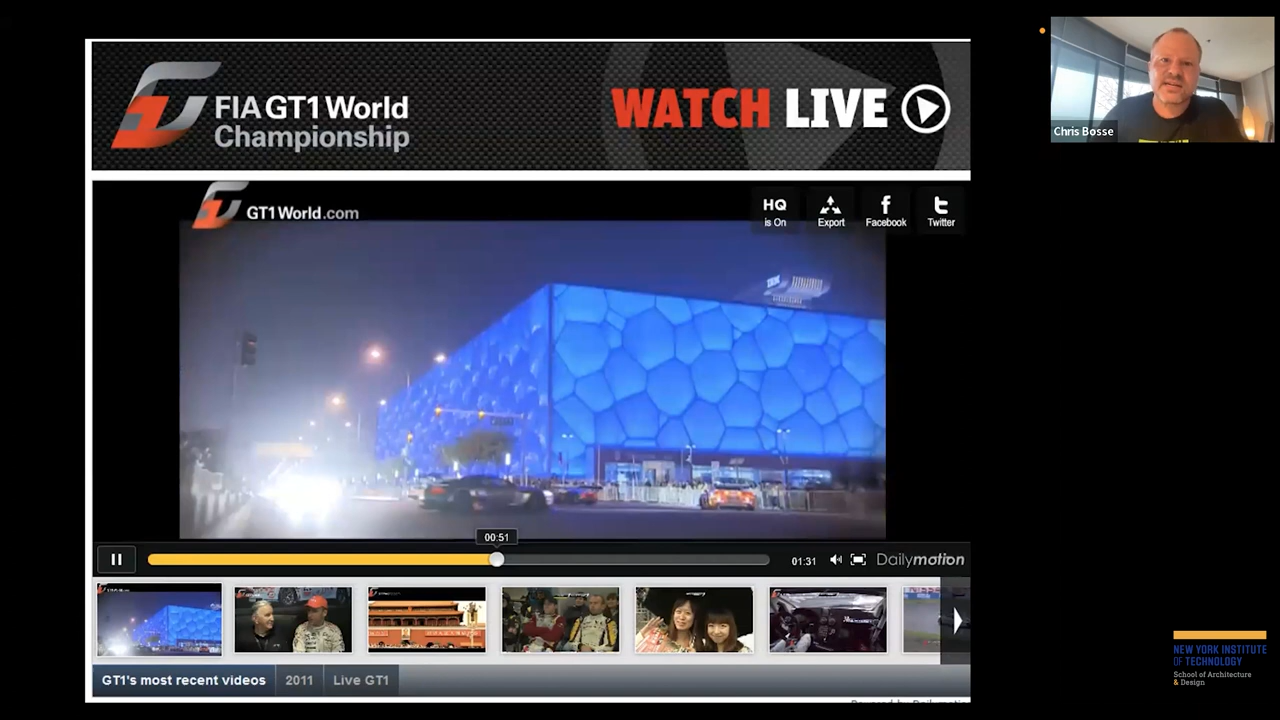 FIA GT1 World
Championship
WATCH LIVE
Chris Bosse
GT1World.com
HQ
is On
Export
Facebook
Twitter
IBM
00:51
01:31
Dailymotion
GT1's most recent videos
2011
Live GT1
NEW YORK INSTITUTE
OF TECHNOLOGY
School of Architecture
& Design